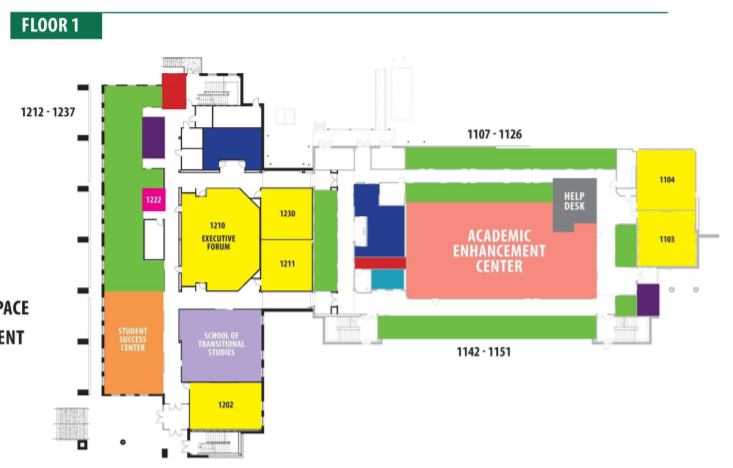 FLOOR 1
1212 - 1237
1107 - 1126
1104
HELP
DESK
1222
1210
EXECUTIVE
FORUM
1230
1103
ACADEMIC
ENHANCEMENT
CENTER
1211
PACE
ENT
STUDENT
SUCCESS
CENTER
SCHOOL OF
TRANSITIONAL
STUDIES
1142 - 1151
1202